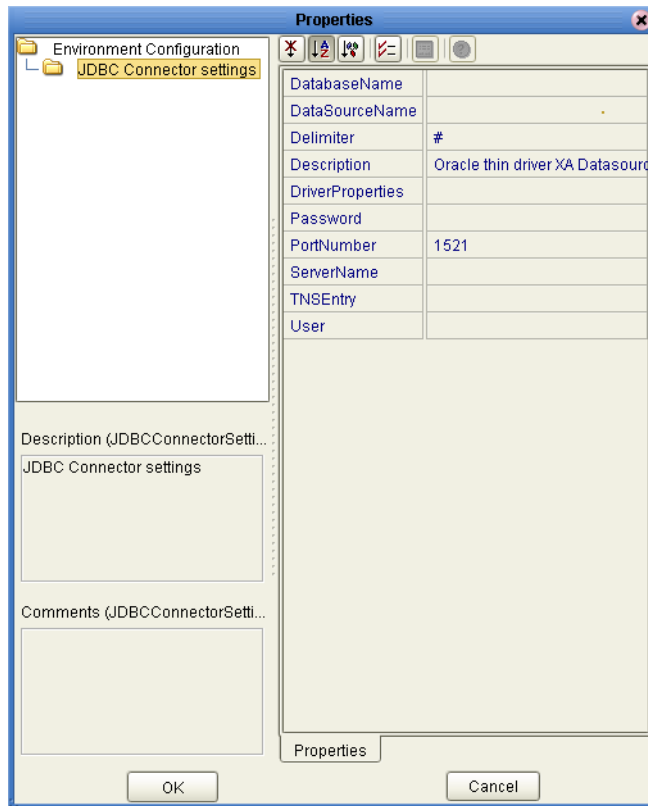 Properties
Environment Configuration
JDBC Connector settings
DatabaseName
DataSourceName
Delimiter #
Description Oracle thin driver XA Datasourc
DriverProperties
Password
PortNumber 1521
ServerName
TNSEntry
User
Description (JDBCConnectorSetti...
JDBC Connector settings
Comments (JDBCConnectorSetti...
Properties
OK
Cancel